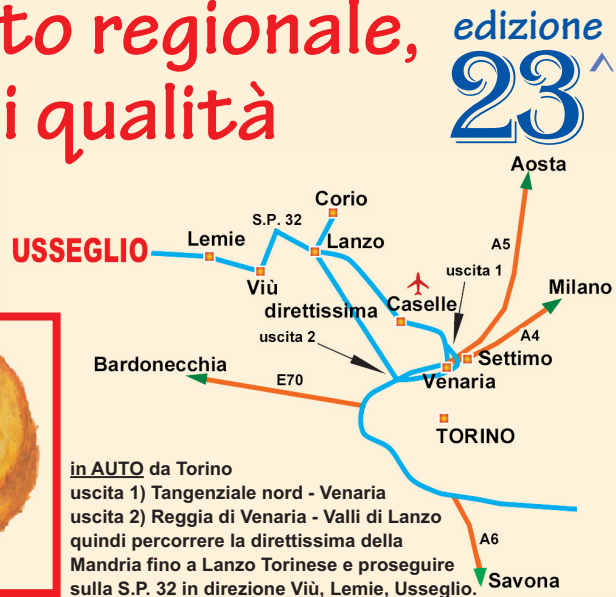 to regionale,
i qualità
edizione
23^
Aosta
Corio
S.P. 32
Lemie
Lanzo
USSEGLIO
A5
uscita 1
Viù
Milano
direttissima
Caselle
uscita 2
A4
Settimo
Bardonecchia
Venaria
E70
TORINO
in AUTO da Torino
uscita 1) Tangenziale nord - Venaria
uscita 2) Reggia di Venaria - Valli di Lanzo
quindi percorrere la direttissima della
Mandria fino a Lanzo Torinese e proseguire
sulla S.P. 32 in direzione Viù, Lemie, Usseglio.
A6
Savona